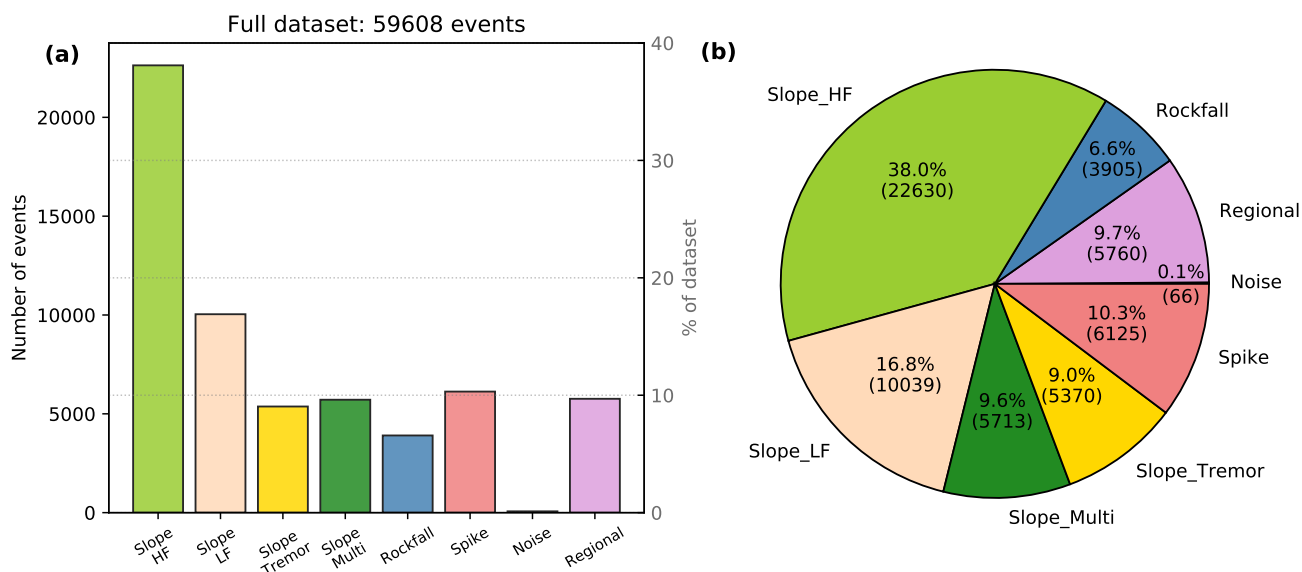 Full dataset: 59608 events
(a)
Number of events
20000
15000
10000
5000
0
40
30
20
10
0
% of dataset
Slope
HF
Slope
LF
Slope
Tremor
Slope
Multi
Rockfall
Spike
Noise
Regional
(b)
Slope_HF
38.0%
(22630)
Rockfall
6.6%
(3905)
Regional
9.7%
(5760)
Noise
0.1%
(66)
Spike
10.3%
(6125)
Slope_Tremor
9.0%
(5370)
Slope_Multi
9.6%
(5713)
Slope_LF
16.8%
(10039)